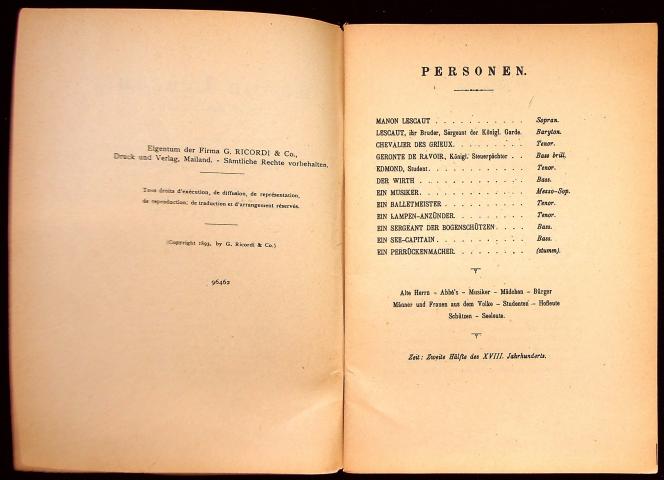 Eigentum der Firma G. RICORDI & Co.,
Druck und Verlag, Mailand. - Sämtliche Rechte vorbehalten.
Tous droits d'exécution, de diffusion, de représentation,
de reproduction, de traduction et d'arrangement réservés.
(Copyright 1893, by G. Ricordi & Co.)
96462
PERSONEN.
MANON LESCAUT . . . . . . . . . . . Sopran.
LESCAUT, ihr Bruder, Sergeant der Königl. Garde. Baryton.
CHEVALIER DES GRIEUX. . . . . . . . . Tenor.
GERONTE DE RAVOIR, Königl. Steuerpächter . . Bass brill.
EDMOND, Student . . . . . . . . . . . Tenor.
DER WIRTH . . . . . . . . . . . . . Bass.
EIN MUSIKER . . . . . . . . . . . . Mezzo-Sop.
EIN BALLETMEISTER . . . . . . . . . . Tenor.
EIN LAMPEN-ANZÜNDER. . . . . . . . . Tenor.
EIN SERGEANT DER BOGENSCHÜTZEN . . . . Bass.
EIN SEE-CAPITAIN . . . . . . . . . . . Bass.
EIN PERRÜCKENMACHER. . . . . . . . . (stumm).
Alte Herrn - Abbé's - Musiker - Mädchen - Bürger
Männer und Frauen aus dem Volke - Studenten - Hofleute
Schützen - Seeleute.
Zeit: Zweite Hälfte des XVIII. Jahrhunderts.